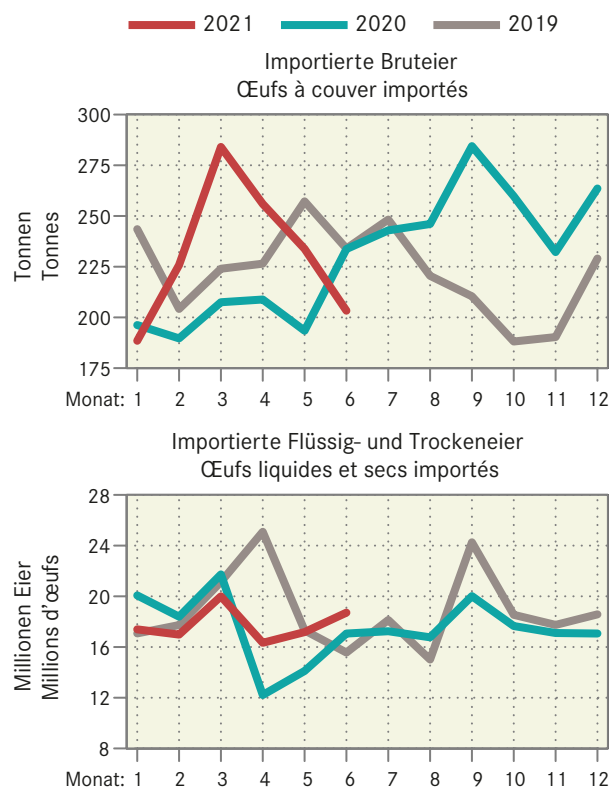 2021 2020 2019
Importierte Bruteier
Œufs à couver importés
Tonnen
Tonnes
300
275
250
225
200
175
Monat: 1 2 3 4 5 6 7 8 9 10 11 12
Importierte Flüssig- und Trockeneier
Œufs liquides et secs importés
Millionen Eier
Millions d'œufs
28
24
20
16
12
8
Monat: 1 2 3 4 5 6 7 8 9 10 11 12